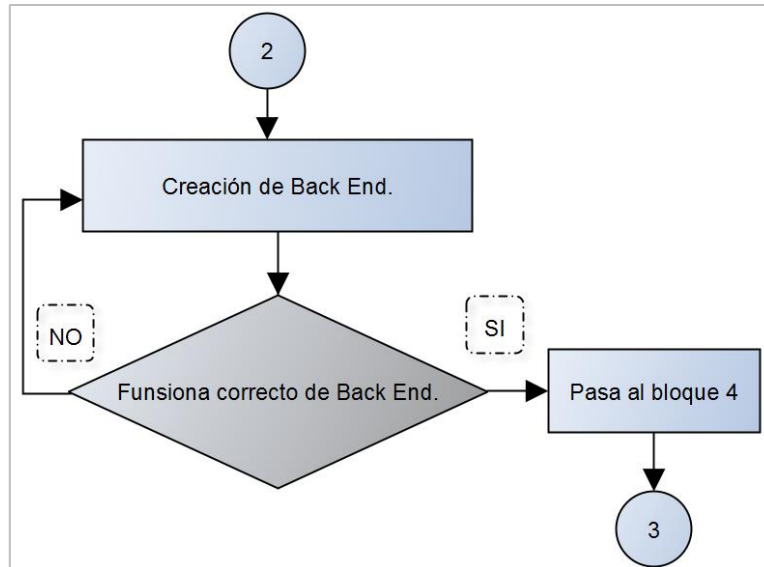 2
Creación de Back End.
NO
SI
Funsiona correcto de Back End.
Pasa al bloque 4
3